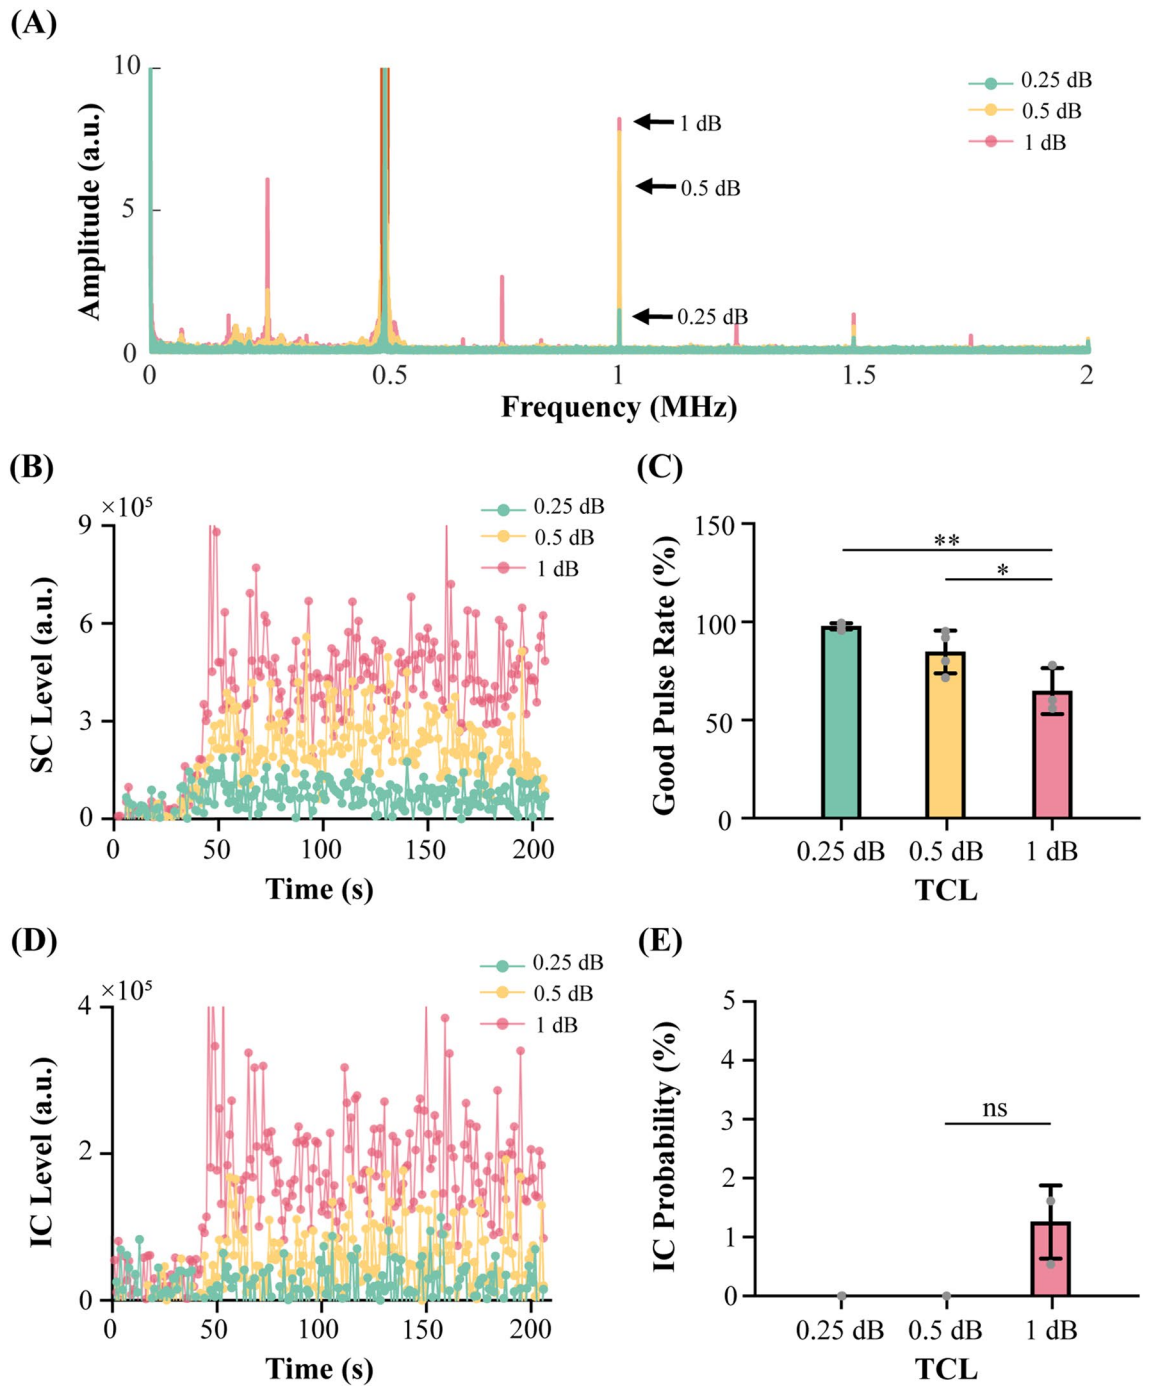 (A)
10
5
0
Amplitude (a.u.)
0.25 dB
0.5 dB
1 dB
1 dB
0.5 dB
0.25 dB
0 0.5 1 1.5 2
Frequency (MHz)
(B)
×10⁵
9
6
3
0
SC Level (a.u.)
0.25 dB
0.5 dB
1 dB
0 50 100 150 200
Time (s)
(C)
150
100
50
0
Good Pulse Rate (%)
**
*
0.25 dB 0.5 dB 1 dB
TCL
(D)
×10⁵
4
2
0
IC Level (a.u.)
0.25 dB
0.5 dB
1 dB
0 50 100 150 200
Time (s)
(E)
5
4
3
2
1
0
IC Probability (%)
ns
0.25 dB 0.5 dB 1 dB
TCL